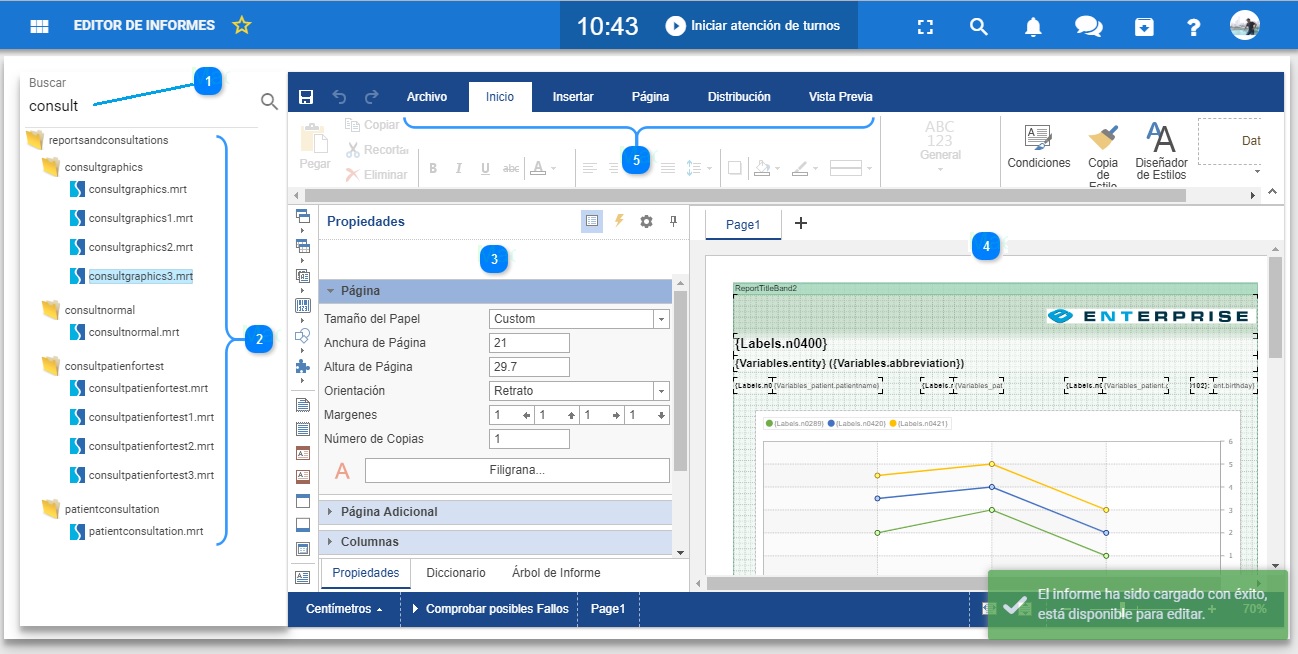 EDITOR DE INFORMES
10:43
Iniciar atención de turnos
Buscar
consult
1
reportsandconsultations
consultgraphics
consultgraphics.mrt
consultgraphics1.mrt
consultgraphics2.mrt
consultgraphics3.mrt
consultnormal
consultnormal.mrt
consultpatienfortest
consultpatienfortest.mrt
consultpatienfortest1.mrt
consultpatienfortest2.mrt
consultpatienfortest3.mrt
patientconsultation
patientconsultation.mrt
2
Archivo
Inicio
Insertar
Página
Distribución
Vista Previa
Pegar
Copiar
Recortar
Eliminar
B I U abc A
5
ABC
123
General
Condiciones
Copia
de
Estilo
Diseñador
de Estilos
Dat
Propiedades
3
Página
Tamaño del Papel Custom
Anchura de Página 21
Altura de Página 29.7
Orientación Retrato
Margenes 1 1 1 1
Número de Copias 1
A Filigrana...
Página Adicional
Columnas
Propiedades
Diccionario
Árbol de Informe
Page1 +
4
ReportTitleBand2
ENTERPRISE
{Labels.n0400}
{Variables.entity} ({Variables.abbreviation})
{Labels.n0 {Variables_patient.patientname} {Labels.r {Variables_pat {Labels.n0 {Variables_patient.p 0102}: ent.birthday}
{Labels.n0289} {Labels.n0420} {Labels.n0421}
6
5
4
3
2
1
Centímetros
Comprobar posibles Fallos
Page1
70%
El informe ha sido cargado con éxito,
está disponible para editar.